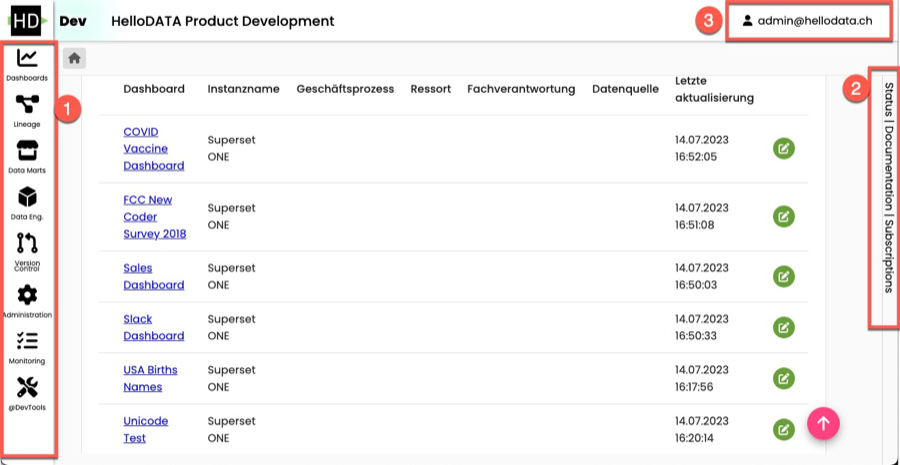 HD
Dev
HelloDATA Product Development
3
admin@hellodata.ch
Dashboards
Lineage
Data Marts
Data Eng.
Version
Control
Administration
Monitoring
@DevTools
1
Dashboard Instanzname Geschäftsprozess Ressort Fachverantwortung Datenquelle Letzte
aktualisierung
COVID
Vaccine
Dashboard
Superset
ONE
14.07.2023
16:52:05
FCC New
Coder
Survey 2018
Superset
ONE
14.07.2023
16:51:08
Sales
Dashboard
Superset
ONE
14.07.2023
16:50:03
Slack
Dashboard
Superset
ONE
14.07.2023
16:50:33
USA Births
Names
Superset
ONE
14.07.2023
16:17:56
Unicode
Test
Superset
ONE
14.07.2023
16:20:14
2
Status | Documentation | Subscriptions